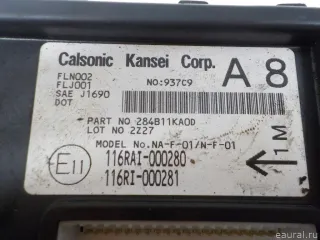 Calsonic Kansei Corp. A 8
FLN002 NO:937C9
FLJ001
SAE J1690
DOT
PART NO 284B11KA0D
LOT NO 2Z27
MODEL No.NA-F-01/N-F-01
E11 116RAI-000280
116RI-000281
1M
eaural.ru